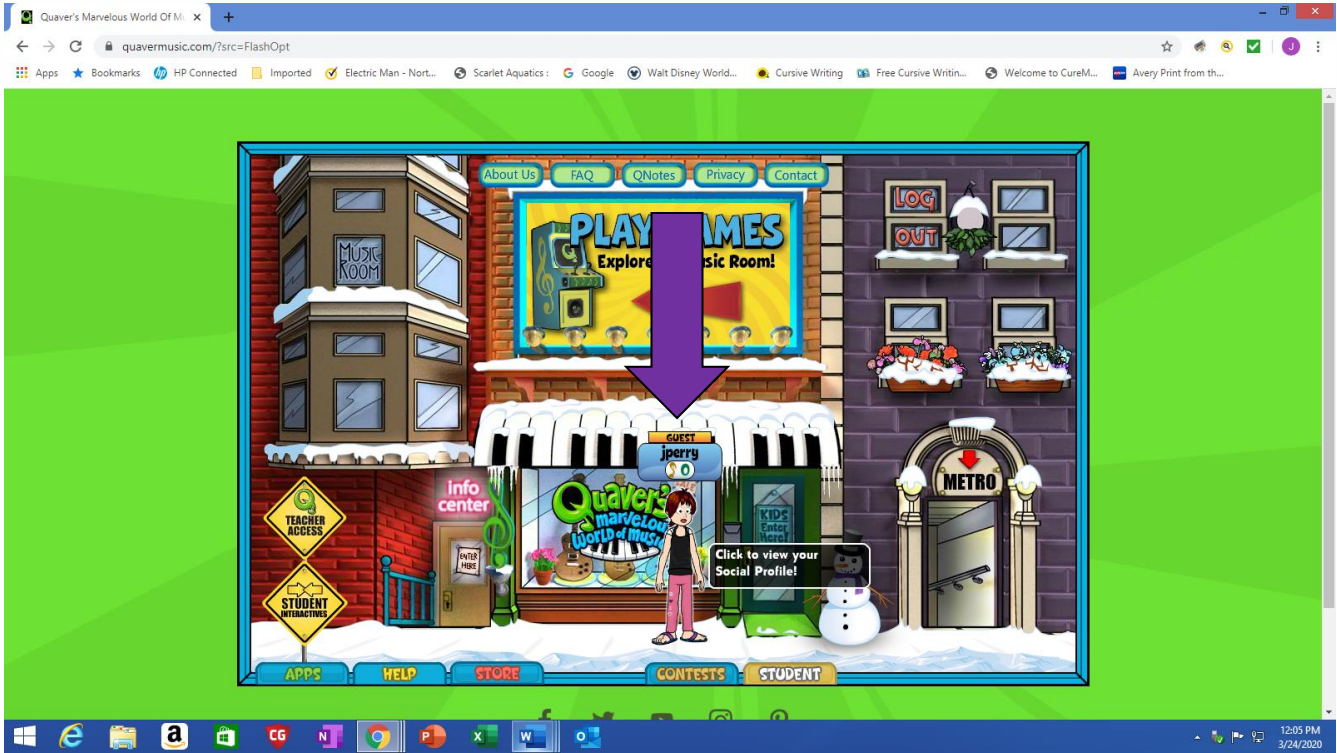 Quaver's Marvelous World Of M
quavermusic.com/?src=FlashOpt
Apps Bookmarks HP Connected Imported Electric Man - Nort... Scarlet Aquatics : Google Walt Disney World... Cursive Writing Free Cursive Writin... Welcome to CureM... Avery Print from th...
About Us FAQ QNotes Privacy Contact
PLAY AMES
Explore sic Room!
MUSIC
ROOM
LOG
OUT
GUEST
jperry
0
METRO
info
center
TEACHER
ACCESS
ENTER
HERE
Quaver's
marvelou
WORLD of MUSIC
KIDS
Enter
Here!
Click to view your
Social Profile!
STUDENT
INTERACTIVES
APPS HELP STORE CONTESTS STUDENT
12:05 PM
3/24/2020